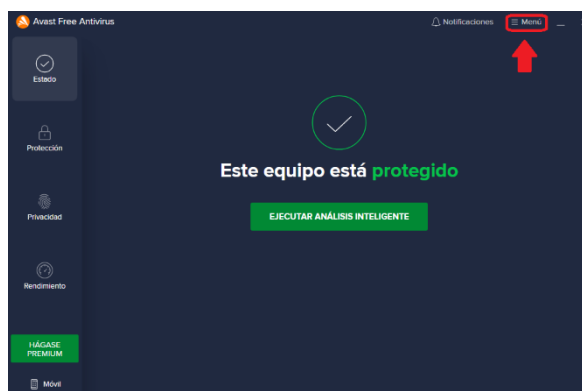 Avast Free Antivirus
Notificaciones
Menú
Estado
Protección
Privacidad
Rendimiento
Este equipo está protegido
EJECUTAR ANÁLISIS INTELIGENTE
HÁGASE
PREMIUM
Móvil